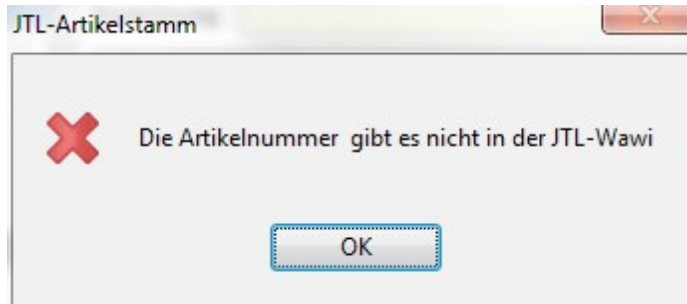 JTL-Artikelstamm
Die Artikelnummer  gibt es nicht in der JTL-Wawi
OK